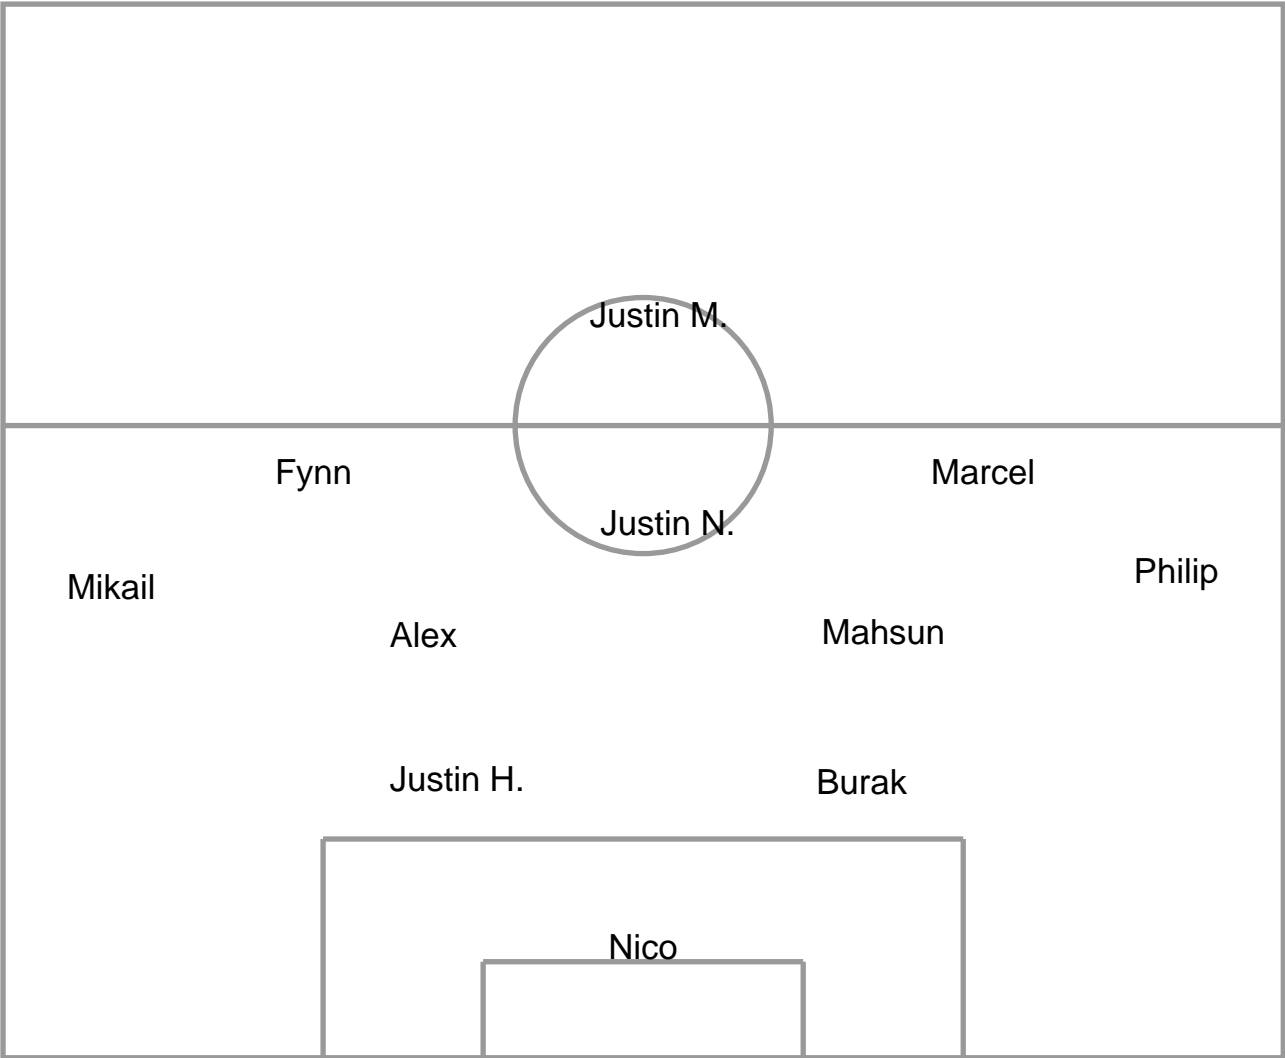 Justin M.
Fynn
Marcel
Justin N.
Mikail
Philip
Alex
Mahsun
Justin H.
Burak
Nico